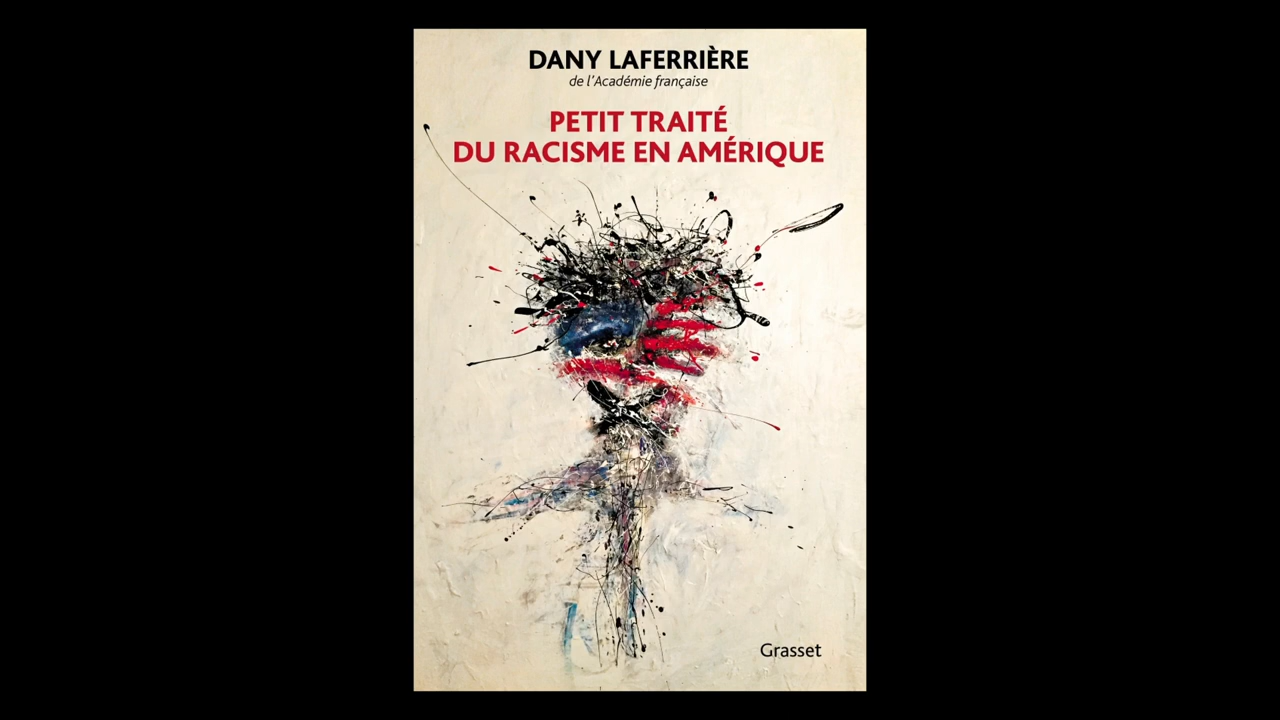 DANY LAFERRIÈRE
de l'Académie française
PETIT TRAITÉ
DU RACISME EN AMÉRIQUE
Grasset